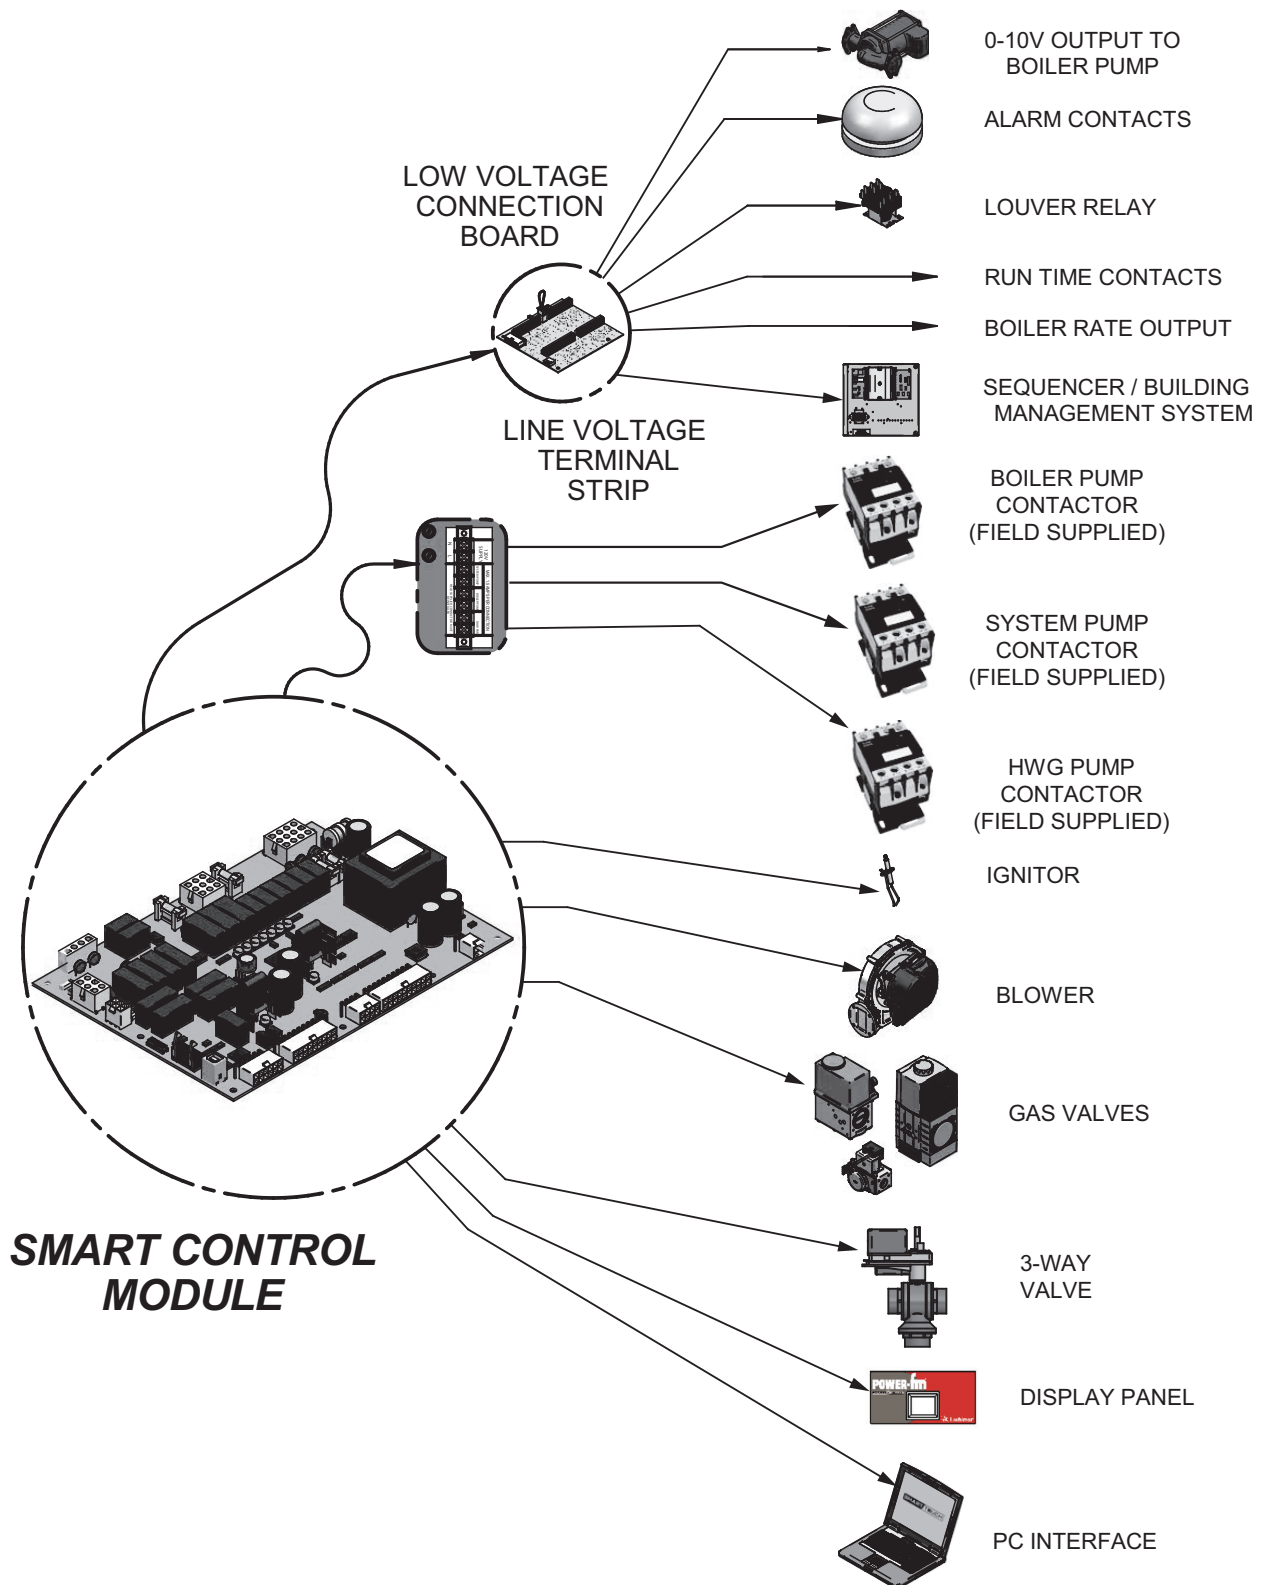 0-10V OUTPUT TO
BOILER PUMP
ALARM CONTACTS
LOW VOLTAGE
CONNECTION
BOARD
LOUVER RELAY
RUN TIME CONTACTS
BOILER RATE OUTPUT
SEQUENCER / BUILDING
MANAGEMENT SYSTEM
LINE VOLTAGE
TERMINAL
STRIP
BOILER PUMP
CONTACTOR
(FIELD SUPPLIED)
N
L
120V
SUPPLY
SYSTEM PUMP
CONTACTOR
(FIELD SUPPLIED)
HWG PUMP
CONTACTOR
(FIELD SUPPLIED)
IGNITOR
BLOWER
GAS VALVES
SMART CONTROL
MODULE
3-WAY
VALVE
POWER-fin
Lochinvar
DISPLAY PANEL
PC INTERFACE